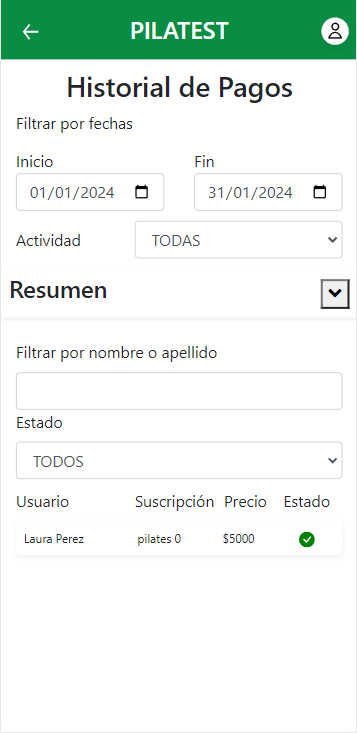 PILATEST
Historial de Pagos
Filtrar por fechas
Inicio Fin
01/01/2024 31/01/2024
Actividad TODAS
Resumen
Filtrar por nombre o apellido
Estado
TODOS
Usuario Suscripción Precio Estado
Laura Perez pilates 0 $5000